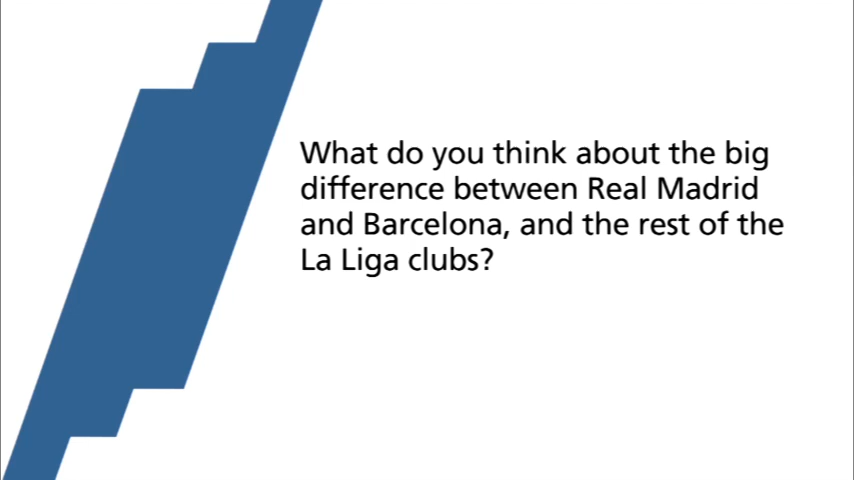 What do you think about the big
difference between Real Madrid
and Barcelona, and the rest of the
La Liga clubs?